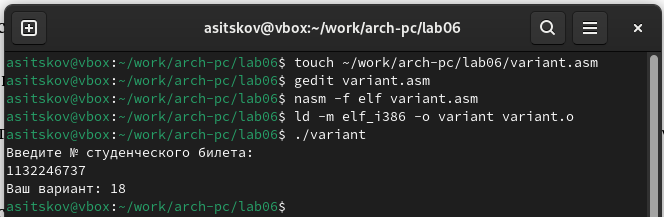 asitskov@vbox:~/work/arch-pc/lab06
asitskov@vbox:~/work/arch-pc/lab06$ touch ~/work/arch-pc/lab06/variant.asm
asitskov@vbox:~/work/arch-pc/lab06$ gedit variant.asm
asitskov@vbox:~/work/arch-pc/lab06$ nasm -f elf variant.asm
asitskov@vbox:~/work/arch-pc/lab06$ ld -m elf_i386 -o variant variant.o
asitskov@vbox:~/work/arch-pc/lab06$ ./variant
Введите № студенческого билета:
1132246737
Ваш вариант: 18
asitskov@vbox:~/work/arch-pc/lab06$